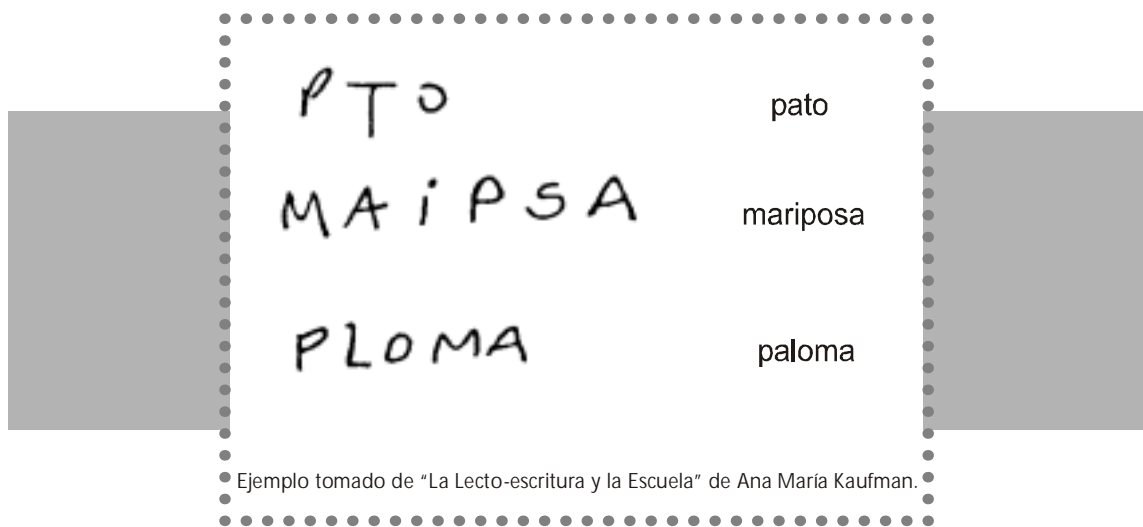 PTO pato
MAiPSA mariposa
PLOMA paloma
Ejemplo tomado de “La Lecto-escritura y la Escuela” de Ana María Kaufman.